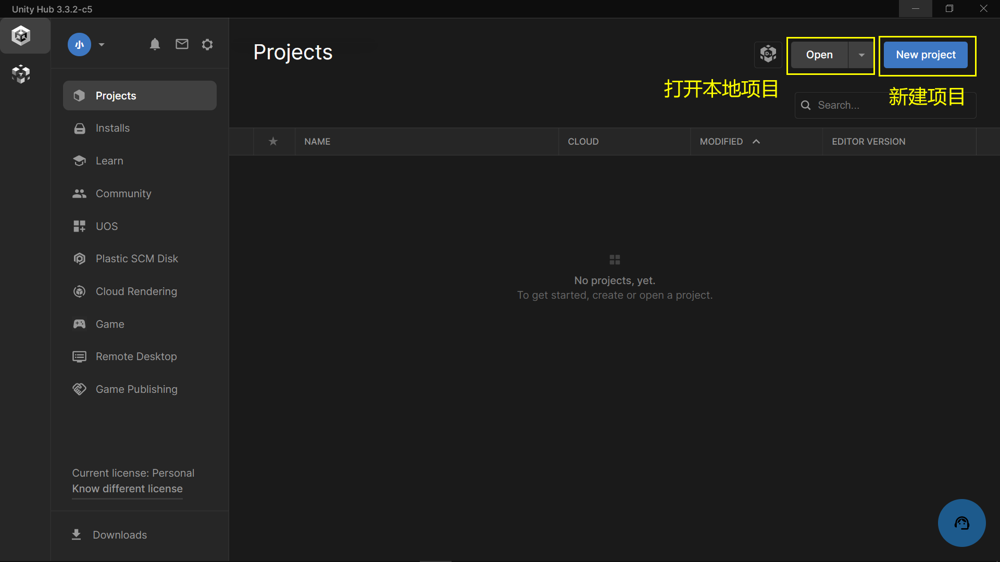 Unity Hub 3.3.2-c5
小
Projects
Installs
Learn
Community
UOS
Plastic SCM Disk
Cloud Rendering
Game
Remote Desktop
Game Publishing
Current license: Personal
Know different license
Downloads
Projects
Open
New project
打开本地项目
新建项目
Search...
NAME CLOUD MODIFIED EDITOR VERSION
No projects, yet.
To get started, create or open a project.